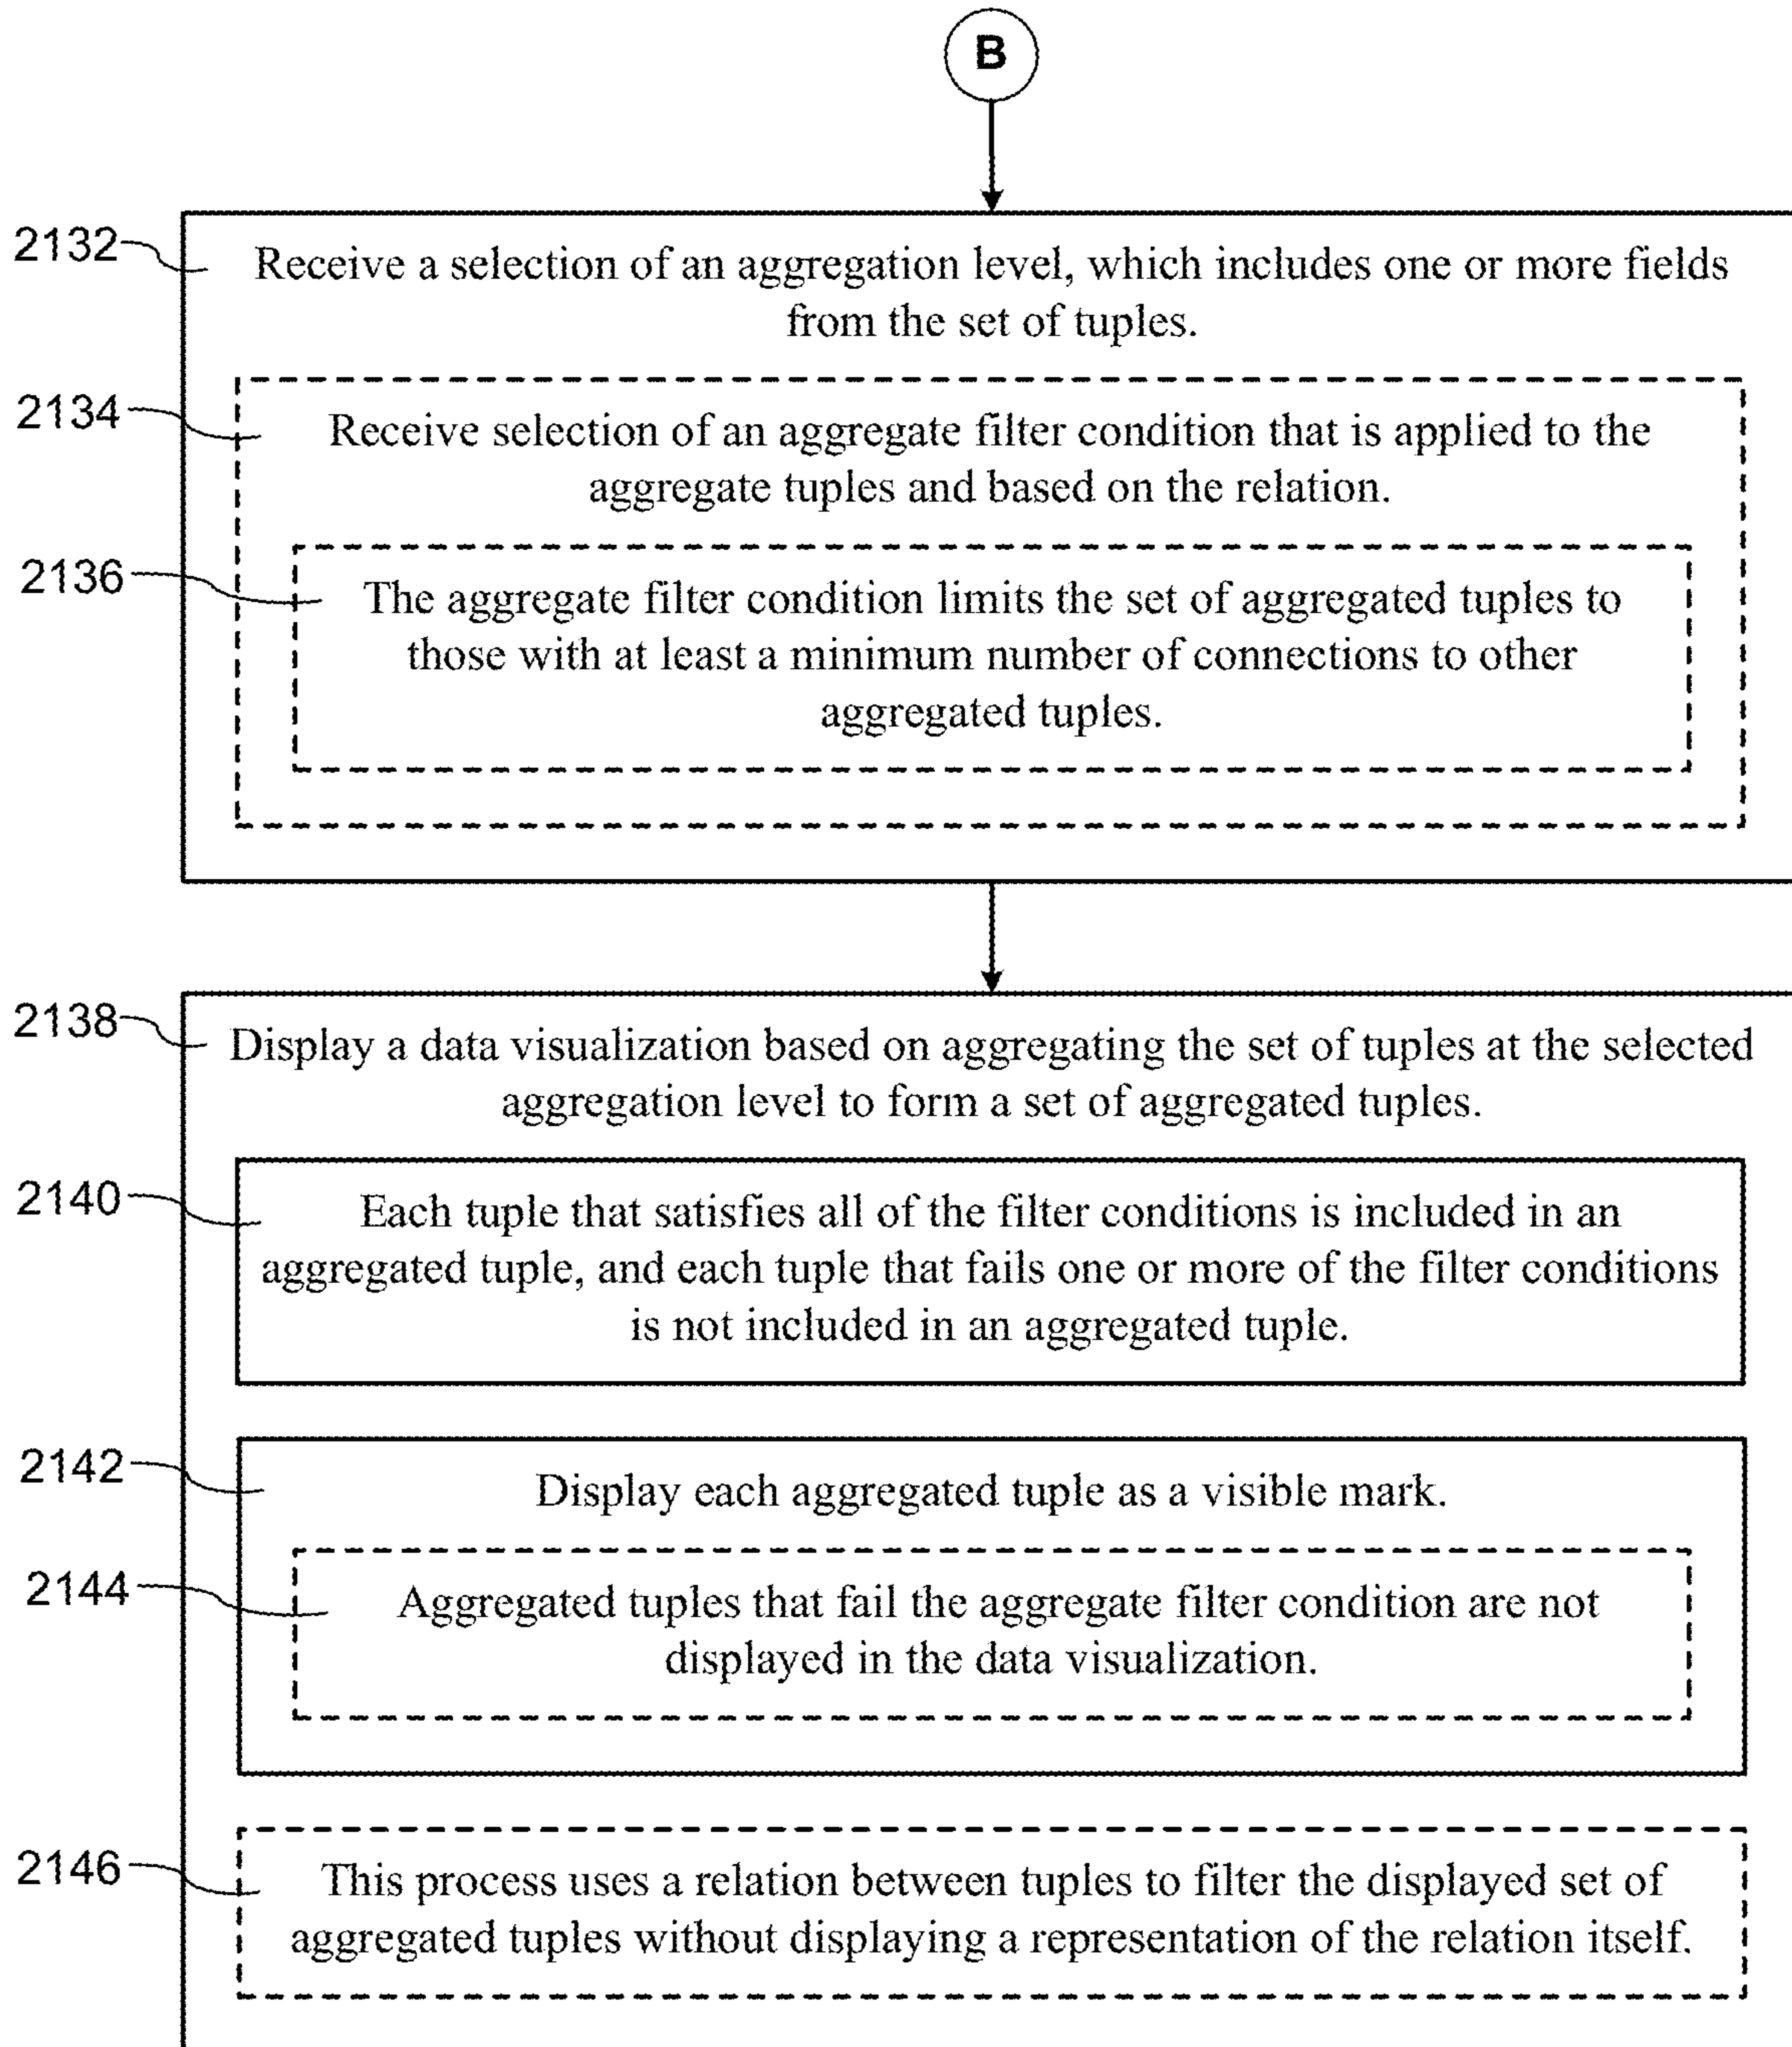 B
2132
Receive a selection of an aggregation level, which includes one or more fields
from the set of tuples.
2134
Receive selection of an aggregate filter condition that is applied to the
aggregate tuples and based on the relation.
2136
The aggregate filter condition limits the set of aggregated tuples to
those with at least a minimum number of connections to other
aggregated tuples.
2138
Display a data visualization based on aggregating the set of tuples at the selected
aggregation level to form a set of aggregated tuples.
2140
Each tuple that satisfies all of the filter conditions is included in an
aggregated tuple, and each tuple that fails one or more of the filter conditions
is not included in an aggregated tuple.
2142
Display each aggregated tuple as a visible mark.
2144
Aggregated tuples that fail the aggregate filter condition are not
displayed in the data visualization.
2146
This process uses a relation between tuples to filter the displayed set of
aggregated tuples without displaying a representation of the relation itself.